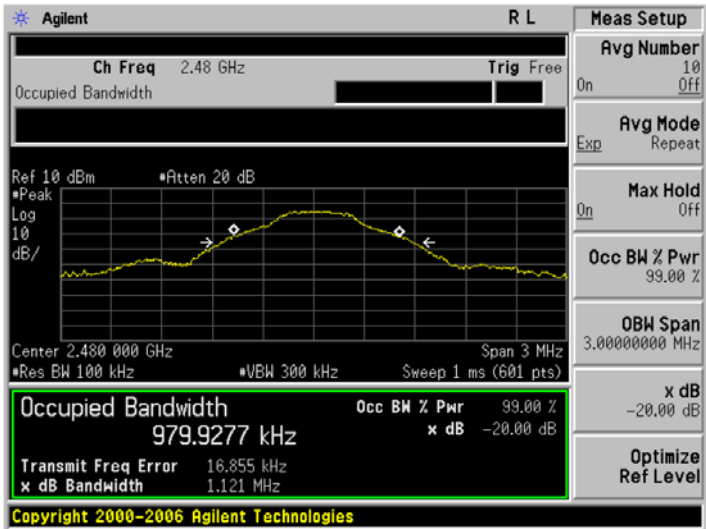 Agilent R L
Ch Freq 2.48 GHz Trig Free
Occupied Bandwidth
Ref 10 dBm #Atten 20 dB
#Peak
Log
10
dB/
Center 2.480 000 GHz Span 3 MHz
#Res BW 100 kHz #VBW 300 kHz Sweep 1 ms (601 pts)
Occupied Bandwidth Occ BW % Pwr 99.00 %
979.9277 kHz x dB -20.00 dB
Transmit Freq Error 16.855 kHz
x dB Bandwidth 1.121 MHz
Copyright 2000-2006 Agilent Technologies
Meas Setup
Avg Number
10
On Off
Avg Mode
Exp Repeat
Max Hold
On Off
Occ BW % Pwr
99.00 %
OBW Span
3.00000000 MHz
x dB
-20.00 dB
Optimize
Ref Level